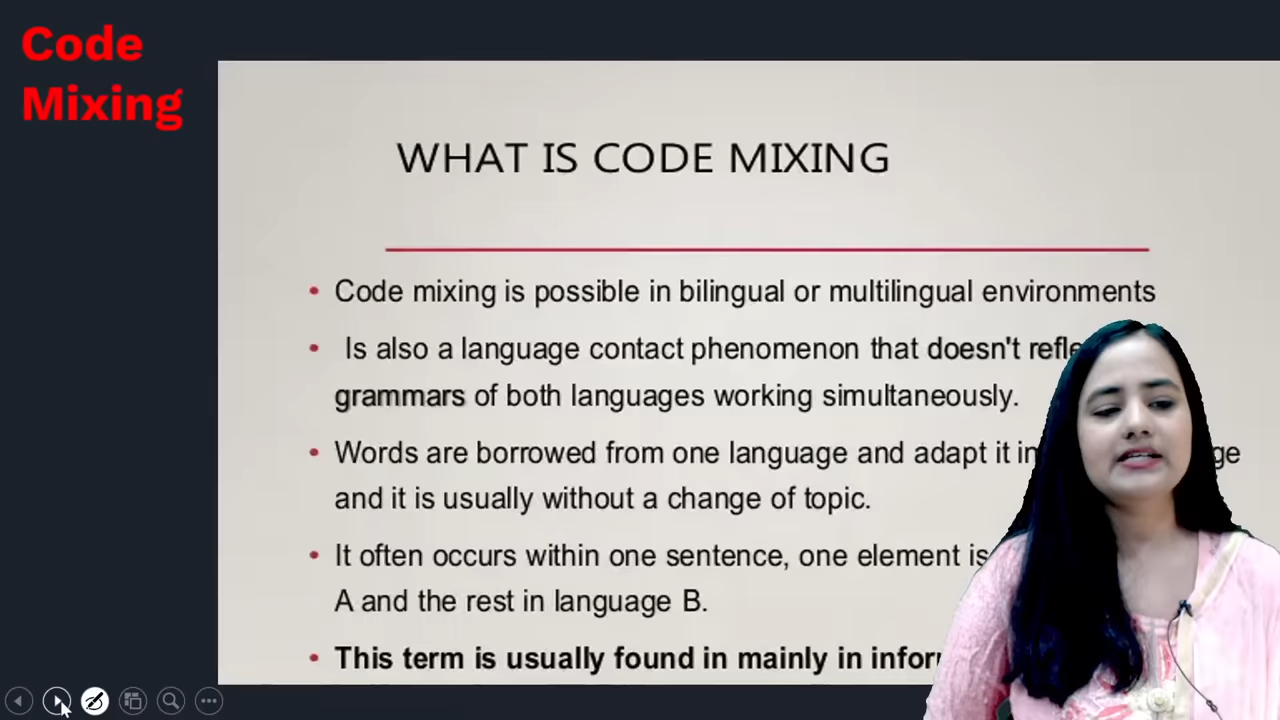 Code
Mixing
WHAT IS CODE MIXING
• Code mixing is possible in bilingual or multilingual environments
• Is also a language contact phenomenon that doesn't
grammars of both languages working simultaneously.
• Words are borrowed from one language and adapt it
and it is usually without a change of topic.
• It often occurs within one sentence, one element is
A and the rest in language B.
• This term is usually found in mainly in